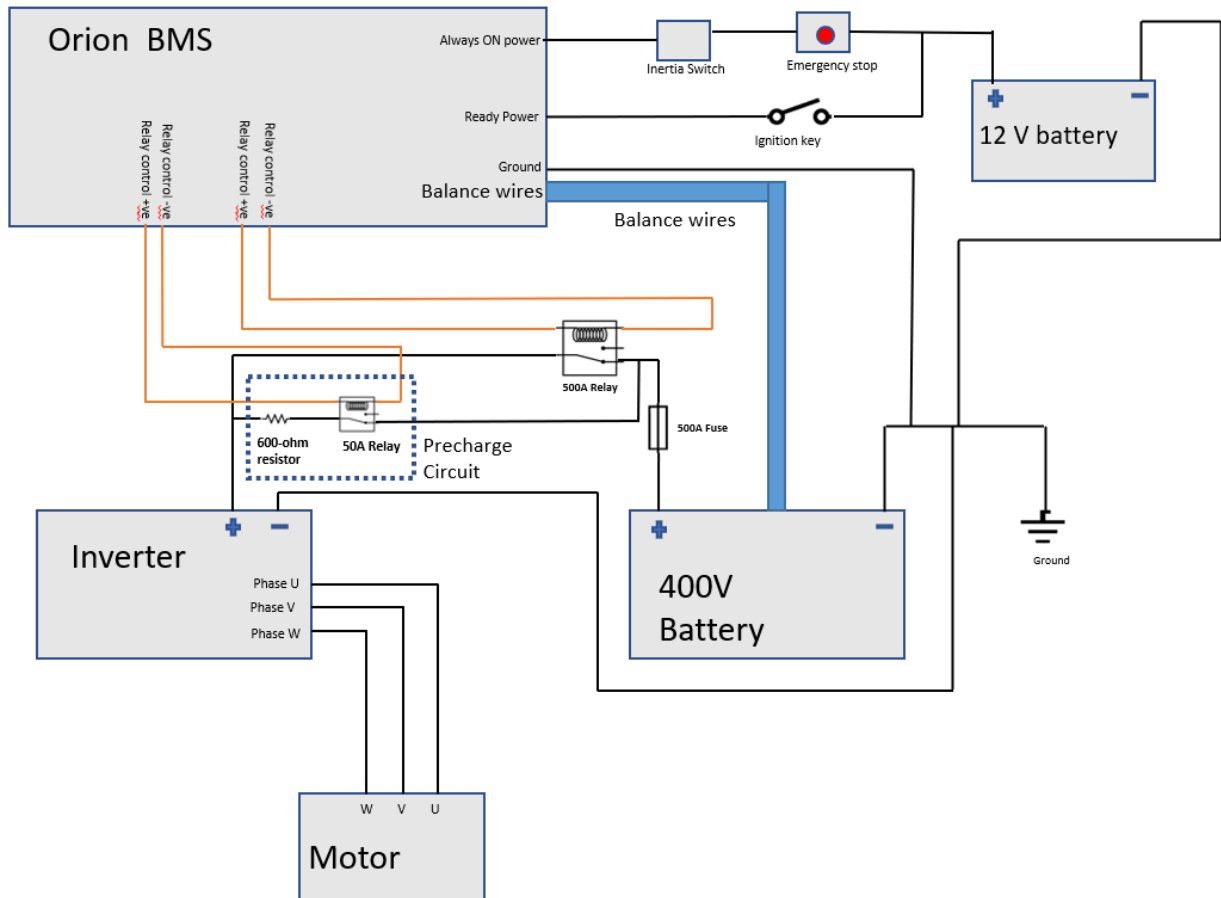 Orion BMS
Always ON power
Inertia Switch
Emergency stop
12 V battery
Ready Power
Ignition key
Ground
Balance wires
Balance wires
Relay control +ve
Relay control -ve
Relay control +ve
Relay control -ve
500A Relay
600-ohm
resistor
50A Relay
Precharge
Circuit
500A Fuse
Inverter
Phase U
Phase V
Phase W
400V
Battery
Ground
W
V
U
Motor